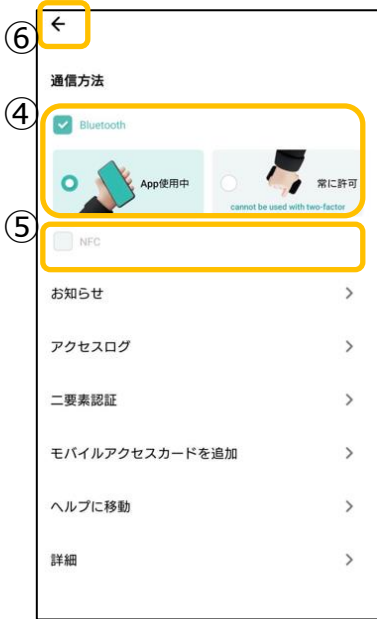 ⑥
通信方法
④
Bluetooth
App使用中
常に許可
cannot be used with two-factor
⑤
NFC
お知らせ
アクセスログ
二要素認証
モバイルアクセスカードを追加
ヘルプに移動
詳細